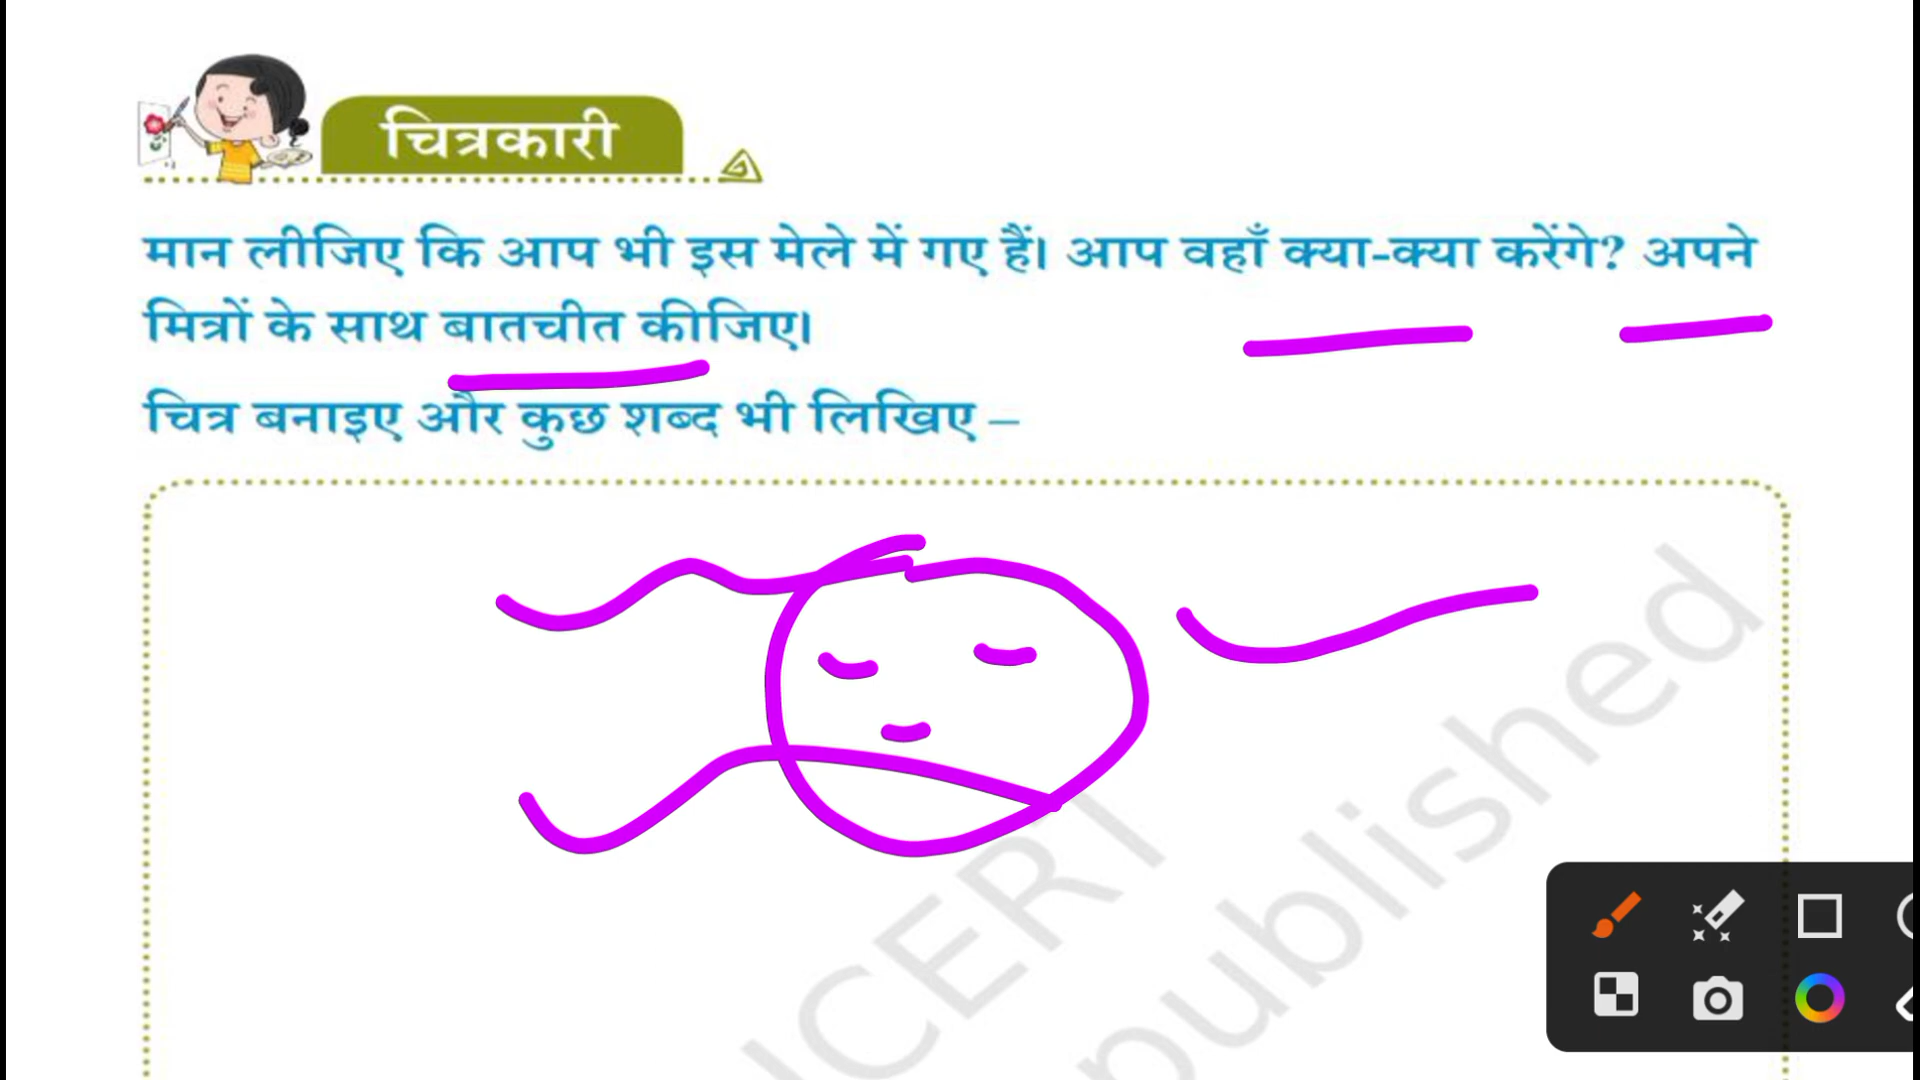 चित्रकारी
मान लीजिए कि आप भी इस मेले में गए हैं। आप वहाँ क्या-क्या करेंगे? अपने
मित्रों के साथ बातचीत कीजिए।
चित्र बनाइए और कुछ शब्द भी लिखिए –
NCERT
published